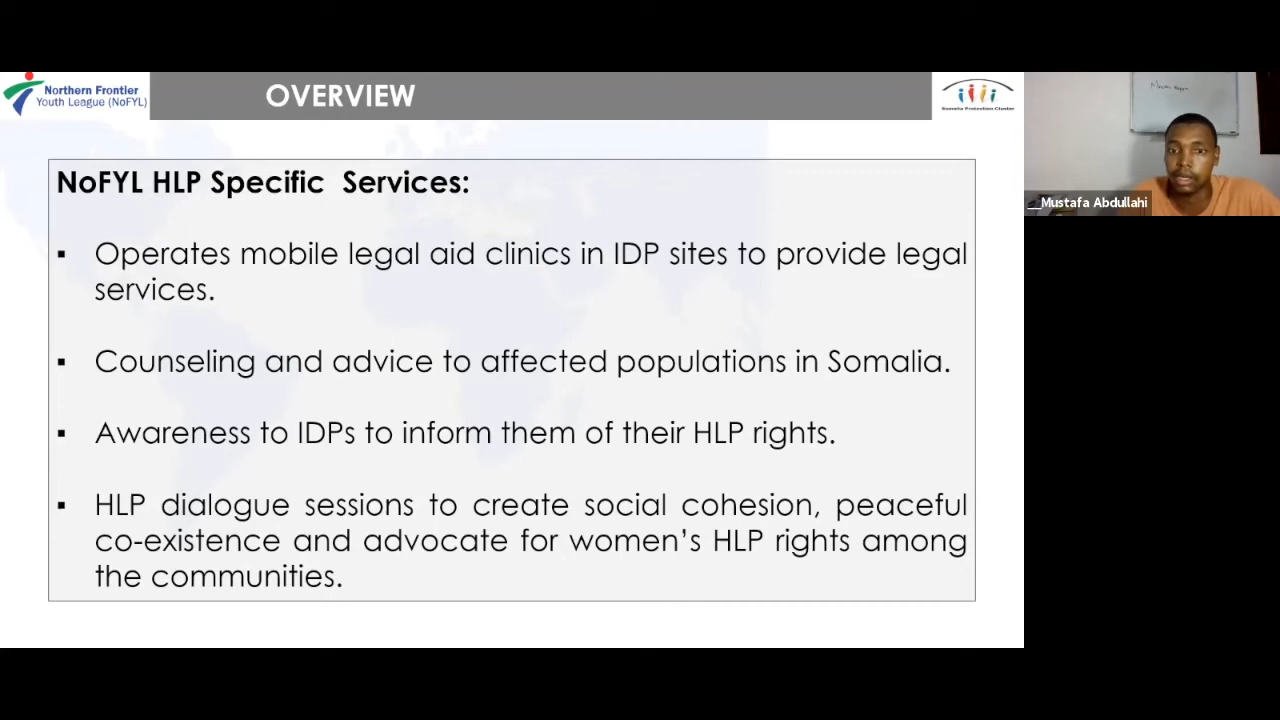 Northern Frontier
Youth League (NoFYL)
OVERVIEW
Somalia Protection Cluster
NoFYL HLP Specific Services:
▪ Operates mobile legal aid clinics in IDP sites to provide legal
services.
▪ Counseling and advice to affected populations in Somalia.
▪ Awareness to IDPs to inform them of their HLP rights.
▪ HLP dialogue sessions to create social cohesion, peaceful
co-existence and advocate for women’s HLP rights among
the communities.
__Mustafa Abdullahi